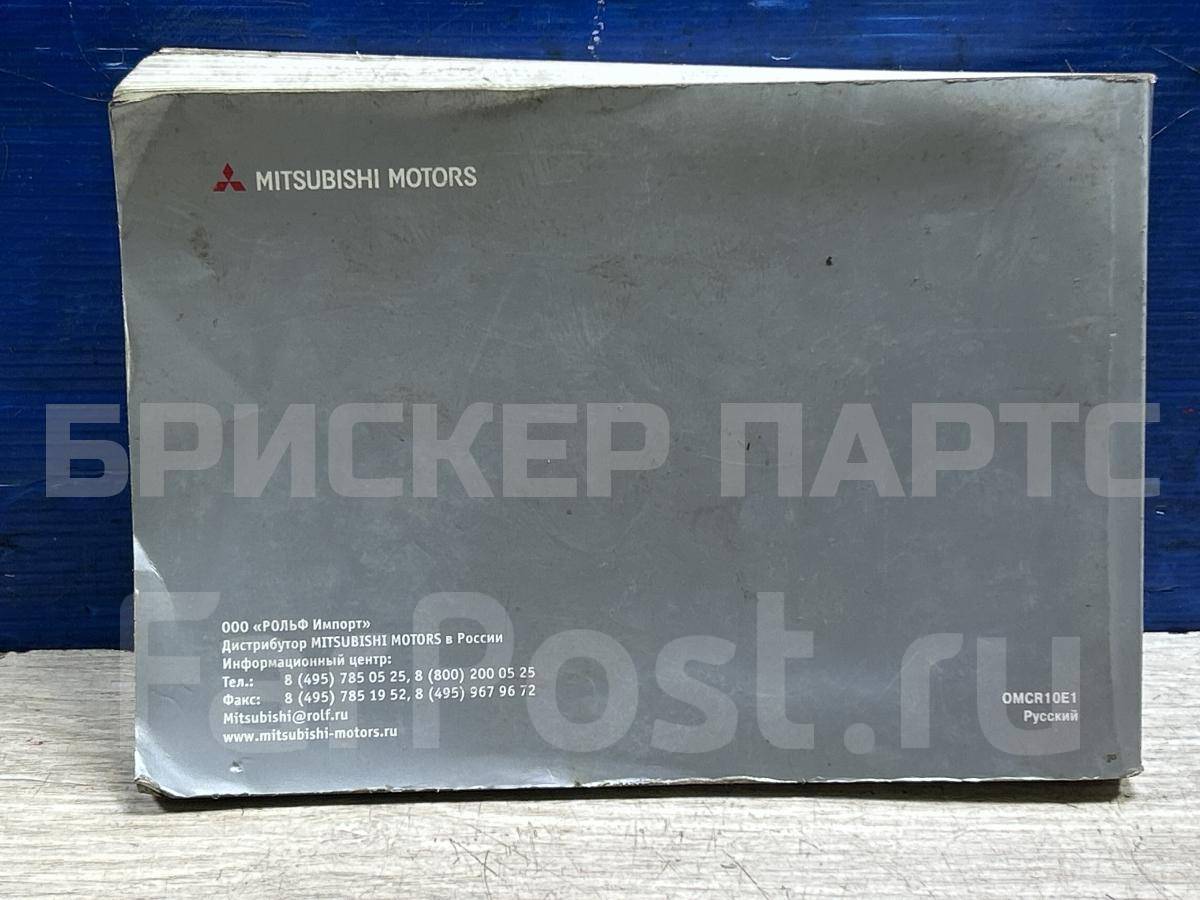 MITSUBISHI MOTORS
БРИСКЕР ПАРТС
FarPost.ru
ООО «РОЛЬФ Импорт»
Дистрибутор MITSUBISHI MOTORS в России
Информационный центр:
Тел.: 8 (495) 785 05 25, 8 (800) 200 05 25
Факс: 8 (495) 785 19 52, 8 (495) 967 96 72
Mitsubishi@rolf.ru
www.mitsubishi-motors.ru
OMCR10E1
Русский